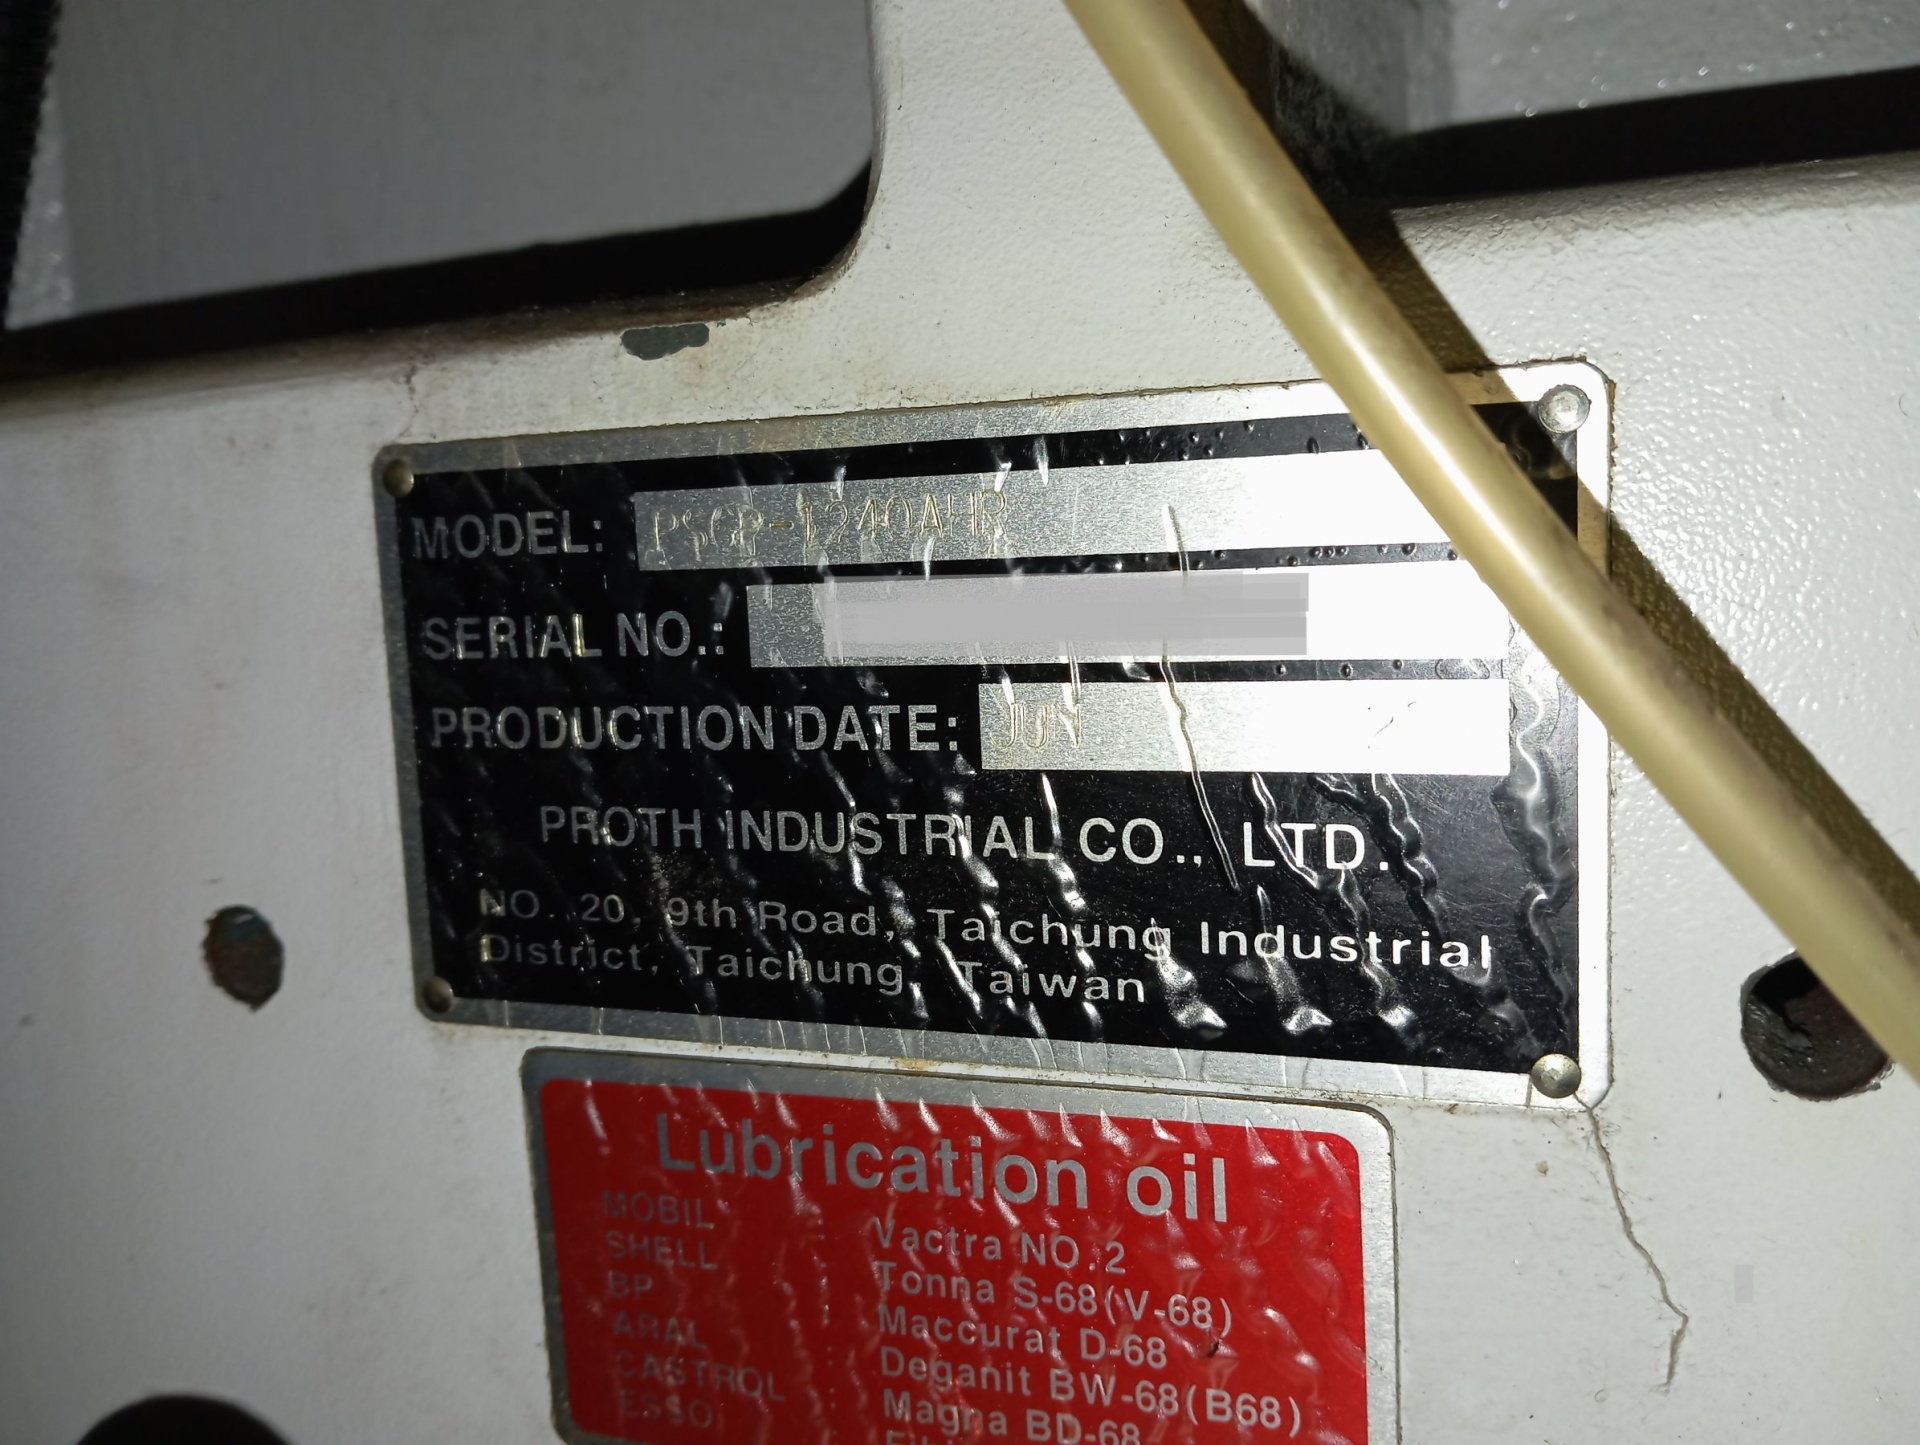 MODEL: PSGP-1240AHR
SERIAL NO.:
PRODUCTION DATE: JUN
PROTH INDUSTRIAL CO., LTD.
NO. 20, 9th Road, Taichung Industrial
District, Taichung, Taiwan
Lubrication oil
MOBIL : Vactra NO.2
SHELL : Tonna S-68(V-68)
BP : Maccurat D-68
ARAL : Deganit BW-68(B68)
CASTROL : Magna BD-68
ESSO